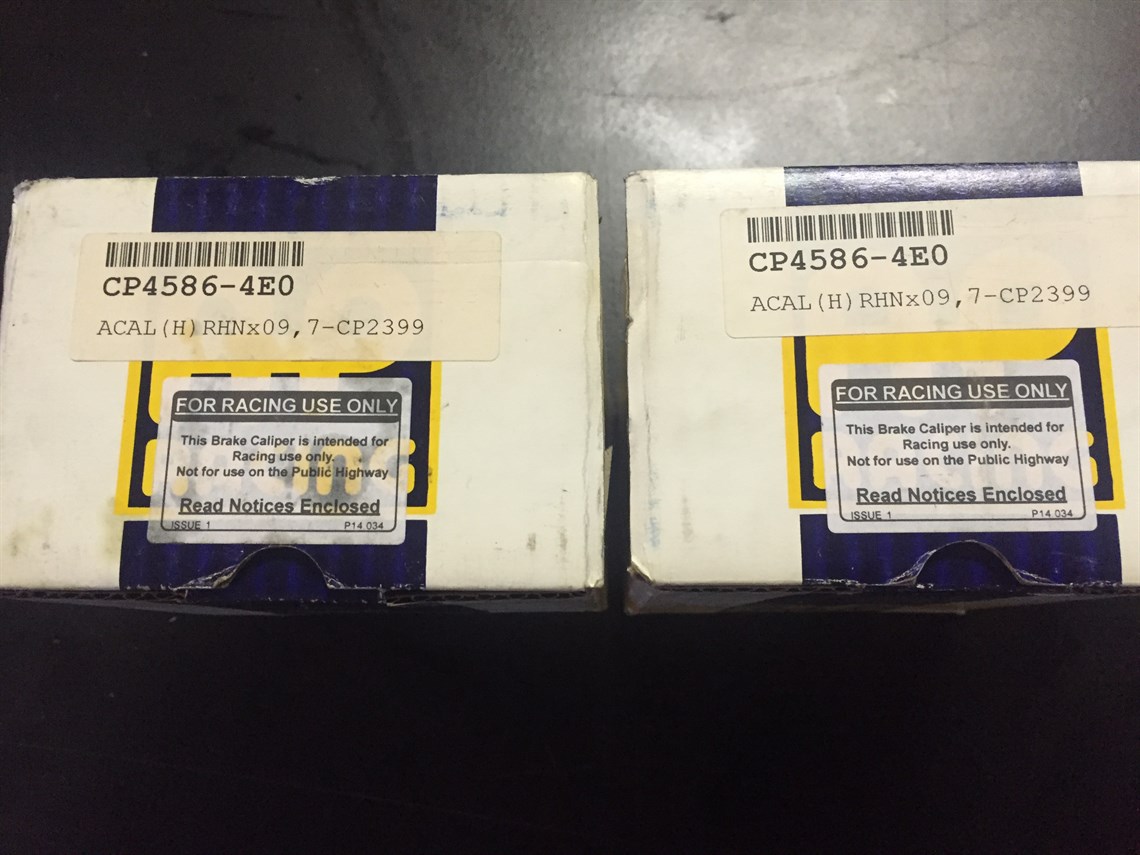 CP4586-4E0
ACAL(H)RHNx09,7-CP2399
FOR RACING USE ONLY
This Brake Caliper is intended for
Racing use only.
Not for use on the Public Highway
Read Notices Enclosed
ISSUE 1 P14 034
CP4586-4E0
ACAL(H)RHNx09,7-CP2399
FOR RACING USE ONLY
This Brake Caliper is intended for
Racing use only.
Not for use on the Public Highway
Read Notices Enclosed
ISSUE 1 P14 034